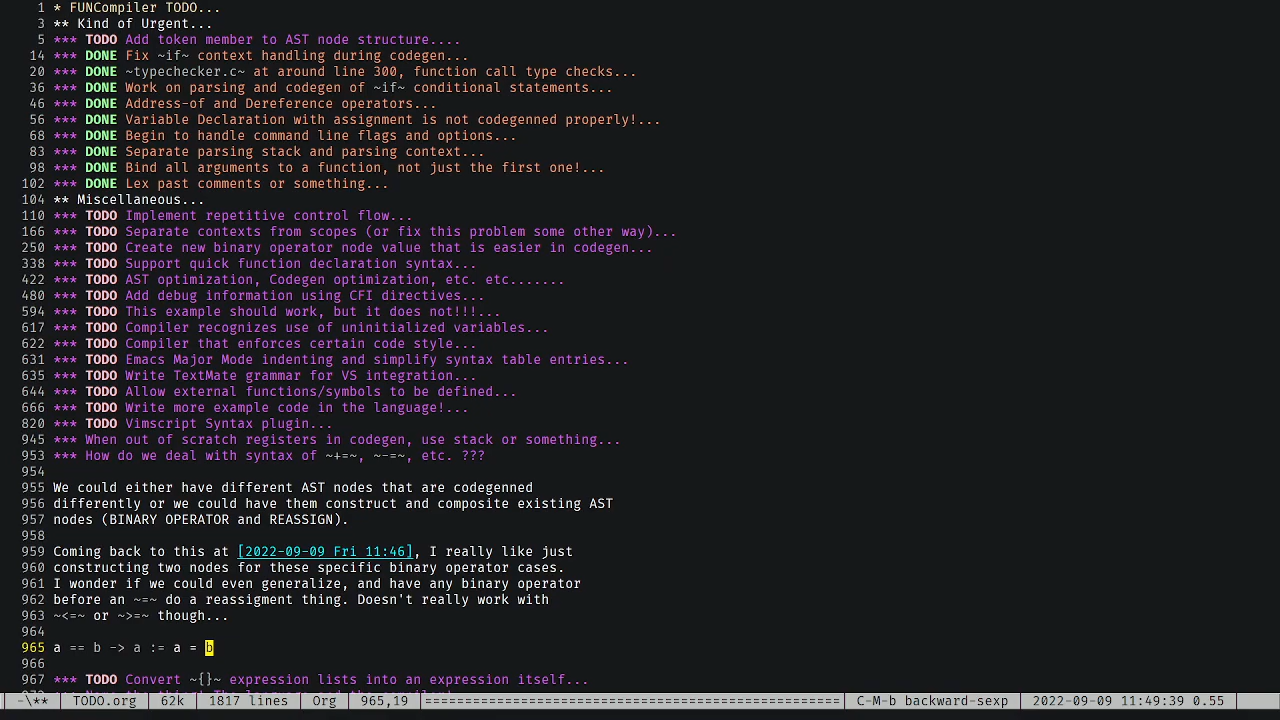 1 * FUNCompiler TODO...
3 ** Kind of Urgent...
5 *** TODO Add token member to AST node structure....
14 *** DONE Fix ~if~ context handling during codegen...
20 *** DONE ~typechecker.c~ at around line 300, function call type checks...
36 *** DONE Work on parsing and codegen of ~if~ conditional statements...
46 *** DONE Address-of and Dereference operators...
56 *** DONE Variable Declaration with assignment is not codegenned properly!...
68 *** DONE Begin to handle command line flags and options...
83 *** DONE Separate parsing stack and parsing context...
98 *** DONE Bind all arguments to a function, not just the first one!...
102 *** DONE Lex past comments or something...
104 ** Miscellaneous...
110 *** TODO Implement repetitive control flow...
166 *** TODO Separate contexts from scopes (or fix this problem some other way)...
250 *** TODO Create new binary operator node value that is easier in codegen...
338 *** TODO Support quick function declaration syntax...
422 *** TODO AST optimization, Codegen optimization, etc. etc.......
480 *** TODO Add debug information using CFI directives...
594 *** TODO This example should work, but it does not!!!...
617 *** TODO Compiler recognizes use of uninitialized variables...
622 *** TODO Compiler that enforces certain code style...
631 *** TODO Emacs Major Mode indenting and simplify syntax table entries...
635 *** TODO Write TextMate grammar for VS integration...
644 *** TODO Allow external functions/symbols to be defined...
666 *** TODO Write more example code in the language!...
820 *** TODO Vimscript Syntax plugin...
945 *** When out of scratch registers in codegen, use stack or something...
953 *** How do we deal with syntax of ~+=~, ~-=~, etc. ???
954
955 We could either have different AST nodes that are codegenned
956 differently or we could have them construct and composite existing AST
957 nodes (BINARY OPERATOR and REASSIGN).
958
959 Coming back to this at [2022-09-09 Fri 11:46], I really like just
960 constructing two nodes for these specific binary operator cases.
961 I wonder if we could even generalize, and have any binary operator
962 before an ~=~ do a reassigment thing. Doesn't really work with
963 ~<=~ or ~>=~ though...
964
965 a == b -> a := a = b
966
967 *** TODO Convert ~{}~ expression lists into an expression itself...
-\** TODO.org 62k 1817 lines Org 965,19 C-M-b backward-sexp 2022-09-09 11:49:39 0.55